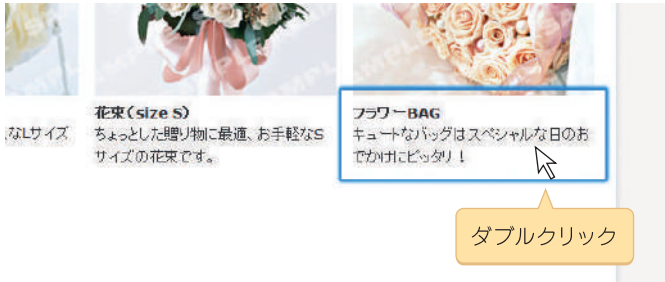 なLサイズ
花束（size S）
ちょっとした贈り物に最適、お手軽なS
サイズの花束です。
フラワーBAG
キュートなバッグはスペシャルな日のお
でかけにピッタリ！
ダブルクリック